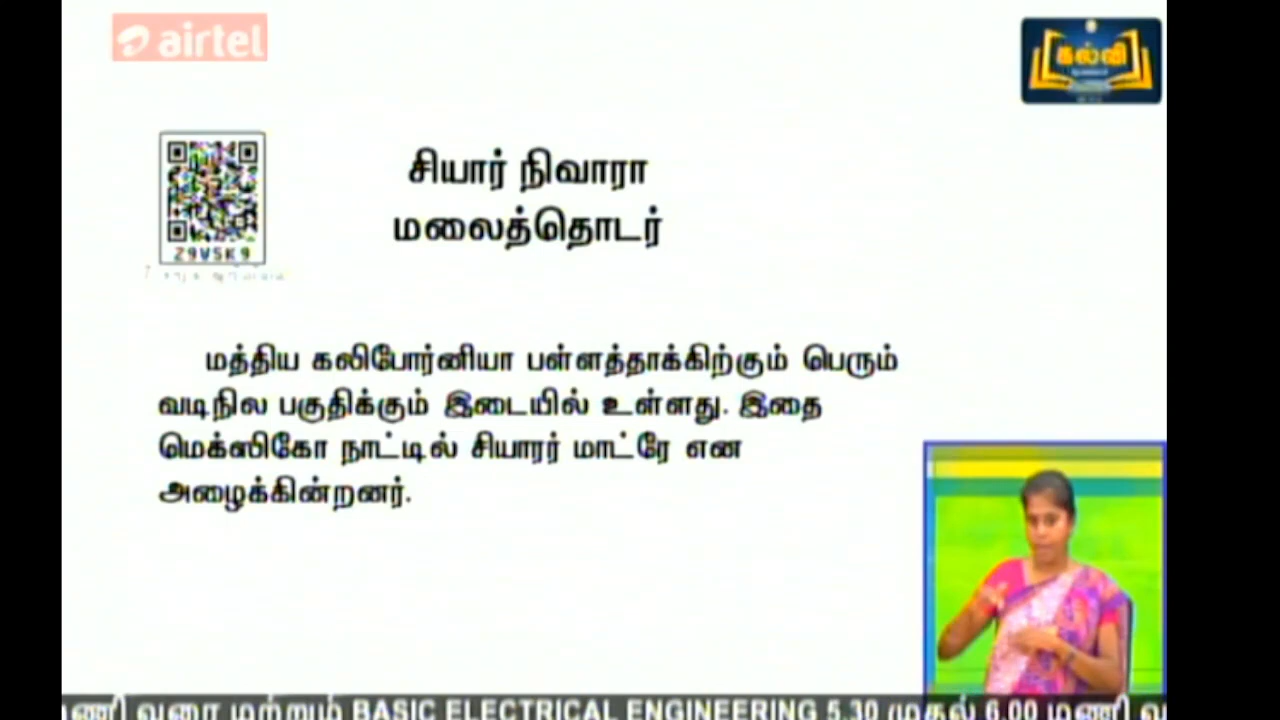 airtel
கல்வி
சியார் நிவாரா
மலைத்தொடர்
Z9V5K9
மத்திய கலிபோர்னியா பள்ளத்தாக்கிற்கும் பெரும்
வடிநில பகுதிக்கும் இடையில் உள்ளது. இதை
மெக்ஸிகோ நாட்டில் சியாரர் மாட்ரே என
அழைக்கின்றனர்.
வரை மற்றும் BASIC ELECTRICAL ENGINEERING 5.30 முதல் 6.00 மணி